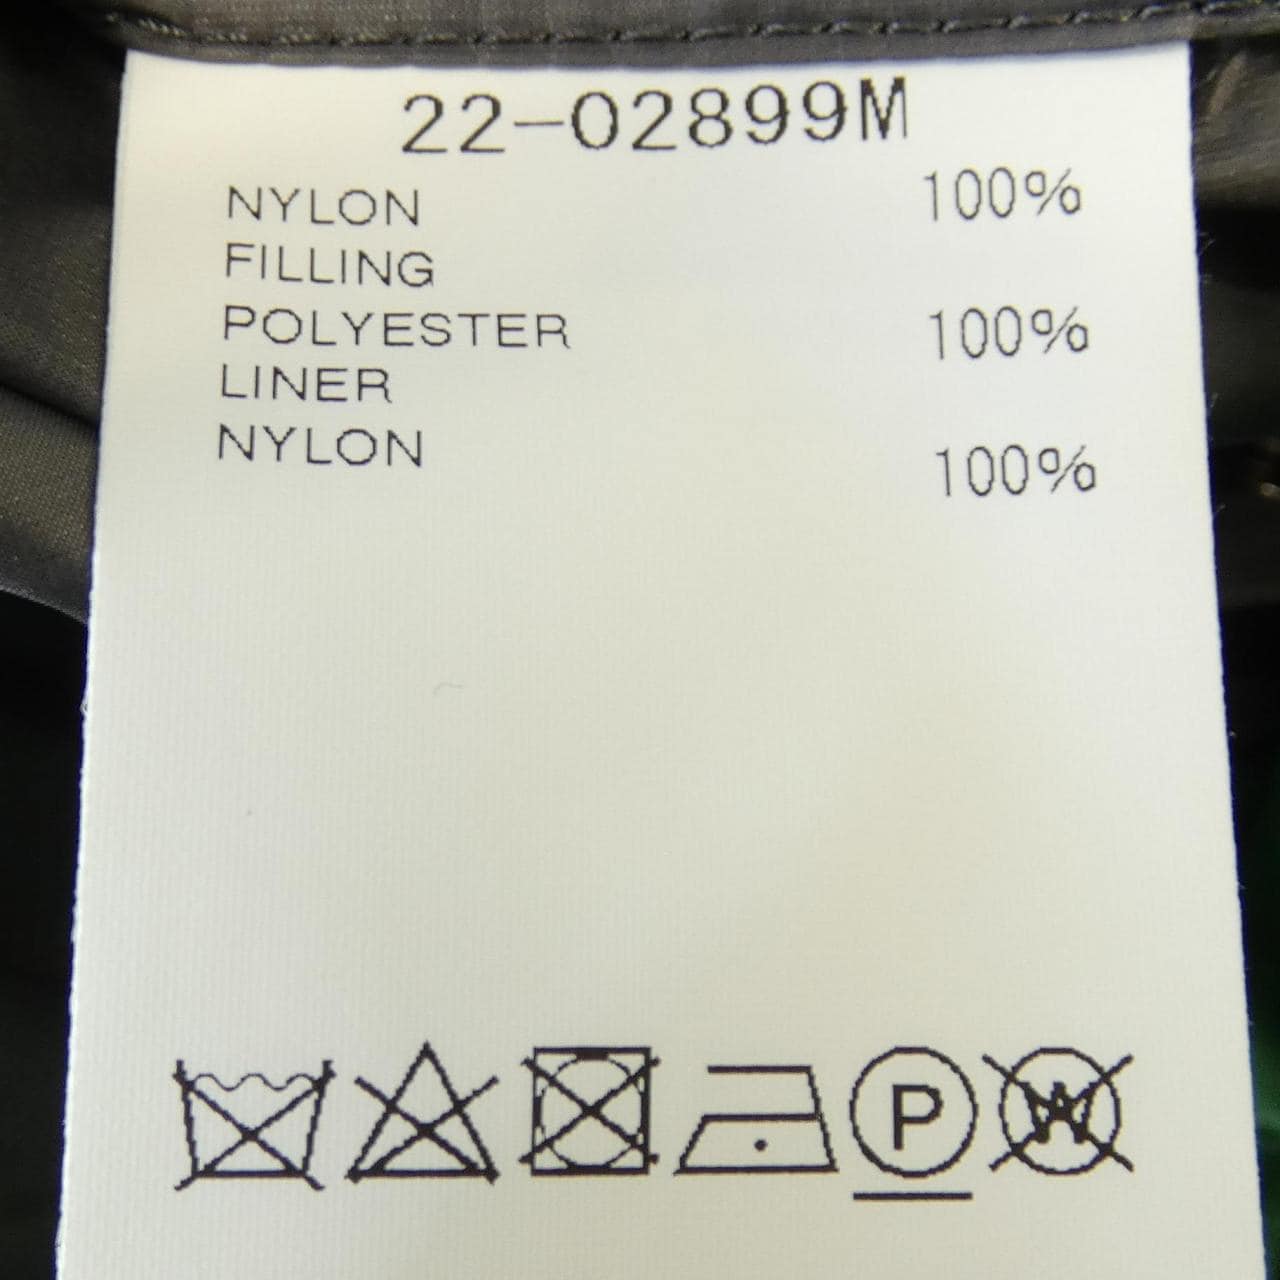 22-02899M
NYLON 100%
FILLING
POLYESTER 100%
LINER
NYLON 100%
P W